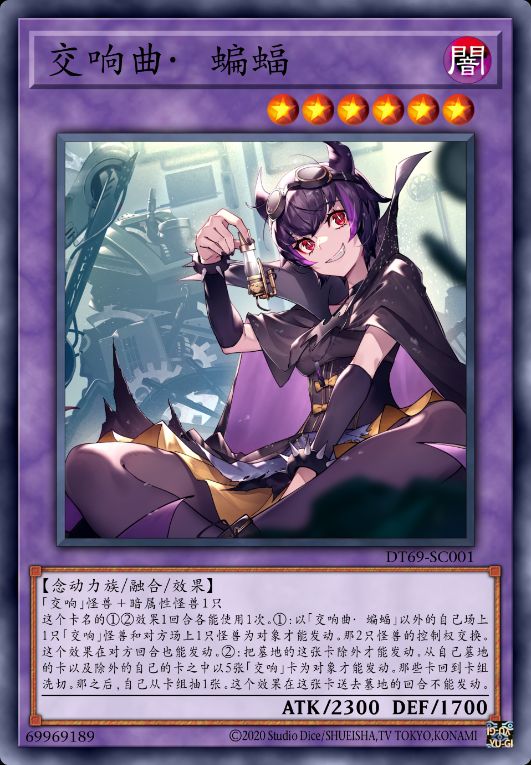 交响曲· 蝙蝠
闇
DT69-SC001
【念动力族/融合/效果】
「交响」怪兽＋暗属性怪兽1只
这个卡名的①②效果1回合各能使用1次。①:以「交响曲· 蝙蝠」以外的自己场上
1只「交响」怪兽和对方场上1只怪兽为对象才能发动。那2只怪兽的控制权交换。
这个效果在对方回合也能发动。②:把墓地的这张卡除外才能发动。从自己墓地
的卡以及除外的自己的卡之中以5张「交响」卡为对象才能发动。那些卡回到卡组
洗切。那之后,自己从卡组抽1张。这个效果在这张卡送去墓地的回合不能发动。
ATK/2300 DEF/1700
69969189
©2020 Studio Dice/SHUEISHA,TV TOKYO,KONAMI